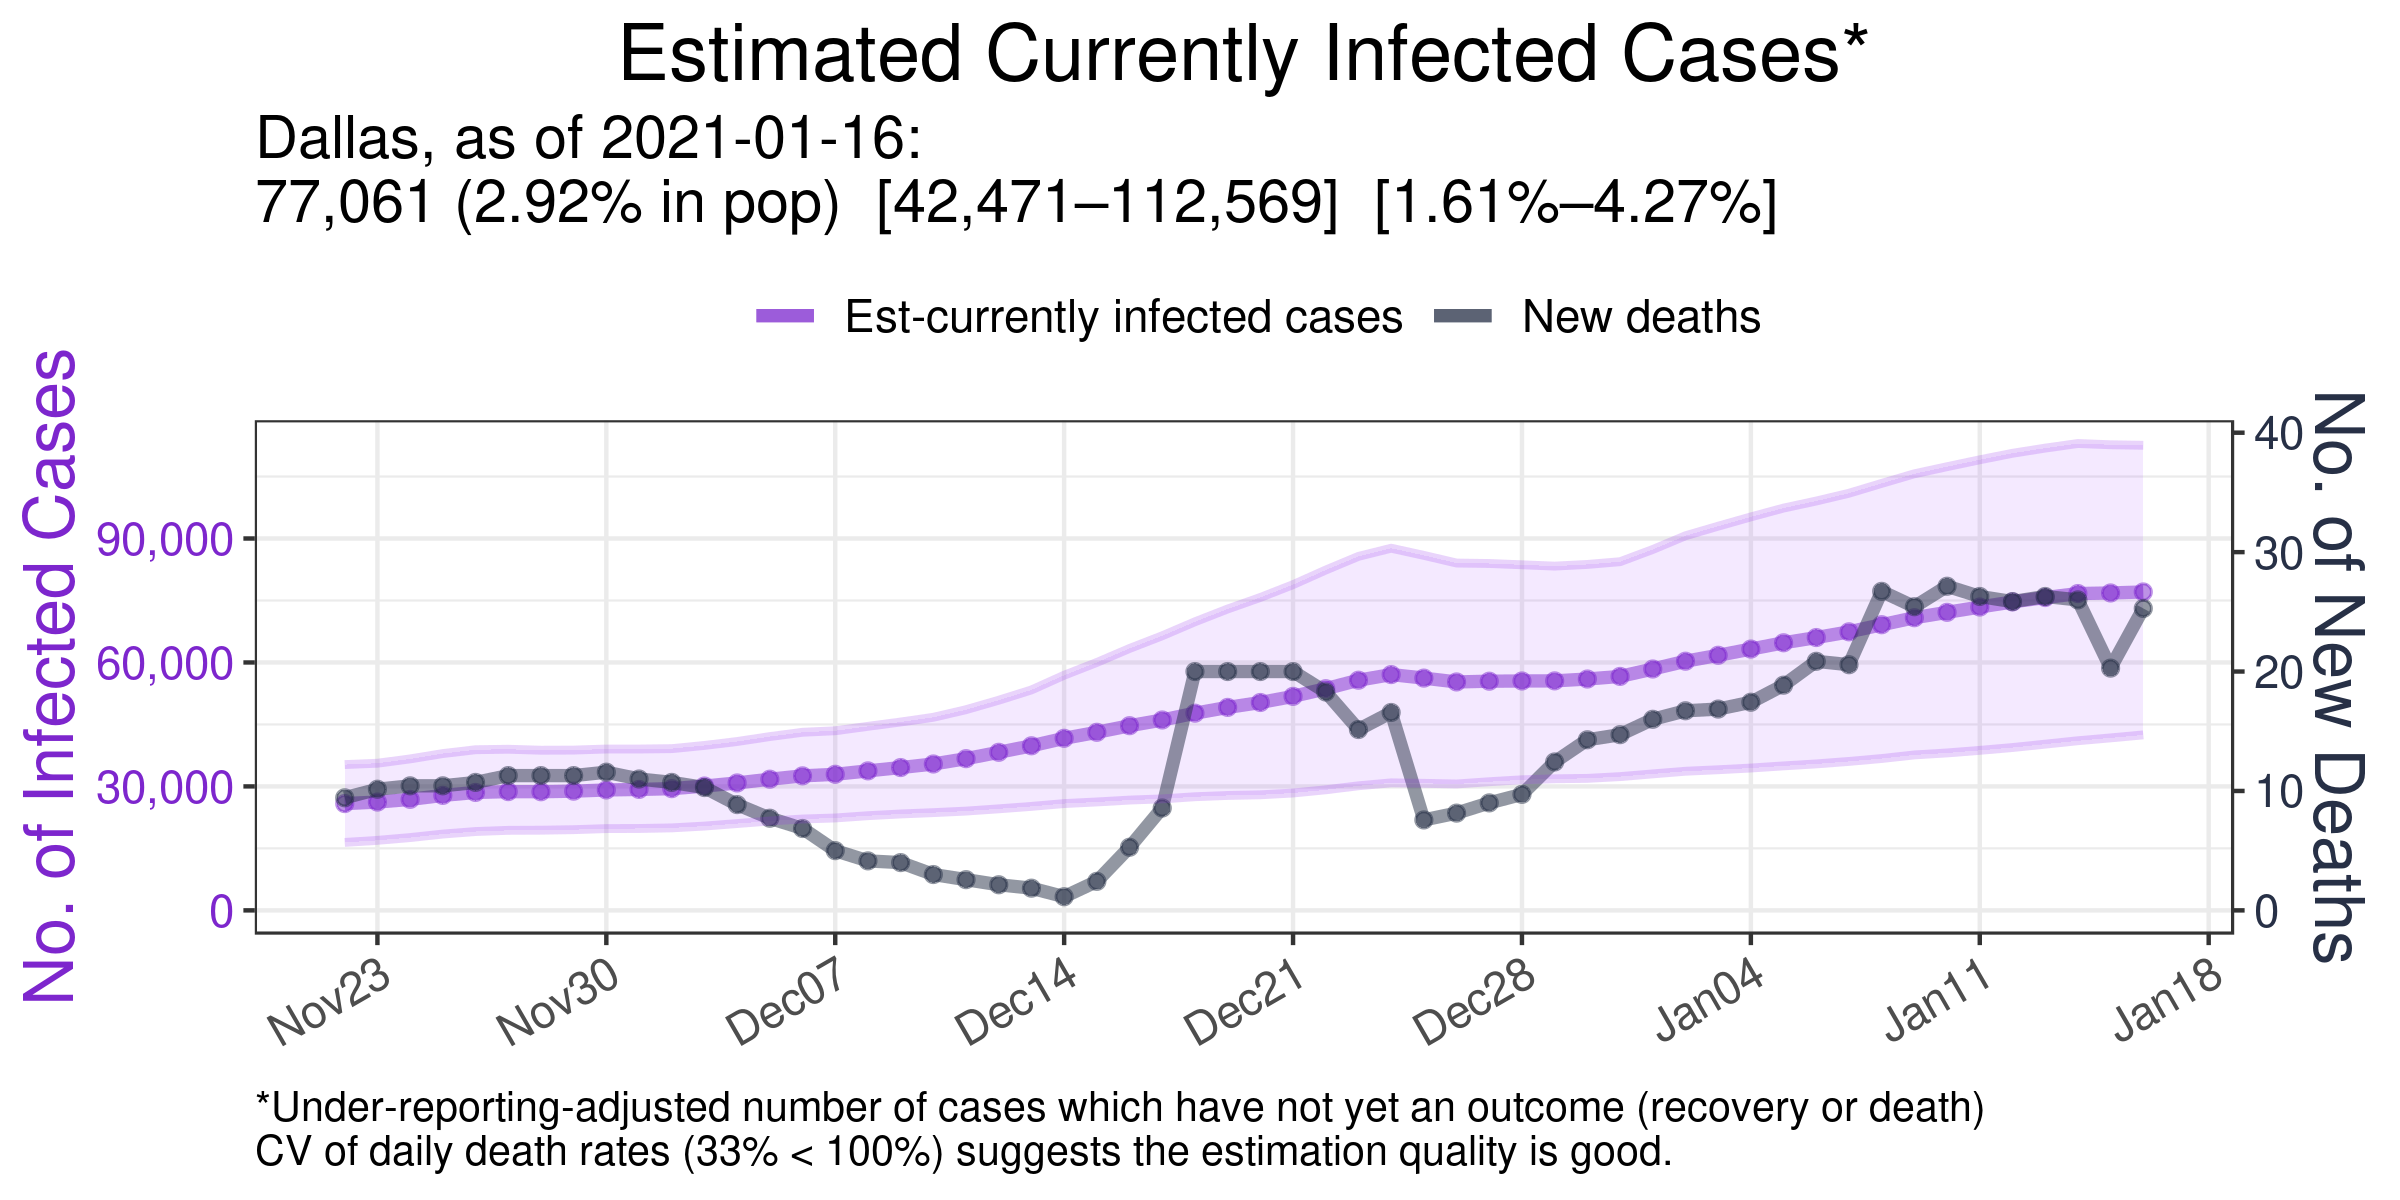 Estimated Currently Infected Cases*
Dallas, as of 2021-01-16:
77,061 (2.92% in pop)  [42,471–112,569]  [1.61%–4.27%]
Est-currently infected cases
New deaths
No. of Infected Cases
90,000
60,000
30,000
0
40
30
20
10
0
No. of New Deaths
Nov23
Nov30
Dec07
Dec14
Dec21
Dec28
Jan04
Jan11
Jan18
*Under-reporting-adjusted number of cases which have not yet an outcome (recovery or death)
CV of daily death rates (33% < 100%) suggests the estimation quality is good.